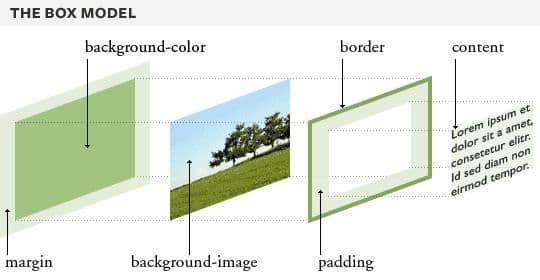 THE BOX MODEL
background-color
border
content
Lorem ipsum et
dolor sit a amet,
consetetur elitr.
Id sed diam non
eirmod tempor.
margin
background-image
padding